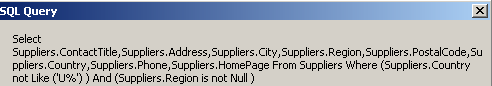 SQL Query
Select
Suppliers.ContactTitle,Suppliers.Address,Suppliers.City,Suppliers.Region,Suppliers.PostalCode,Su
ppliers.Country,Suppliers.Phone,Suppliers.HomePage From Suppliers Where (Suppliers.Country
not Like ('U%') ) And (Suppliers.Region is not Null )